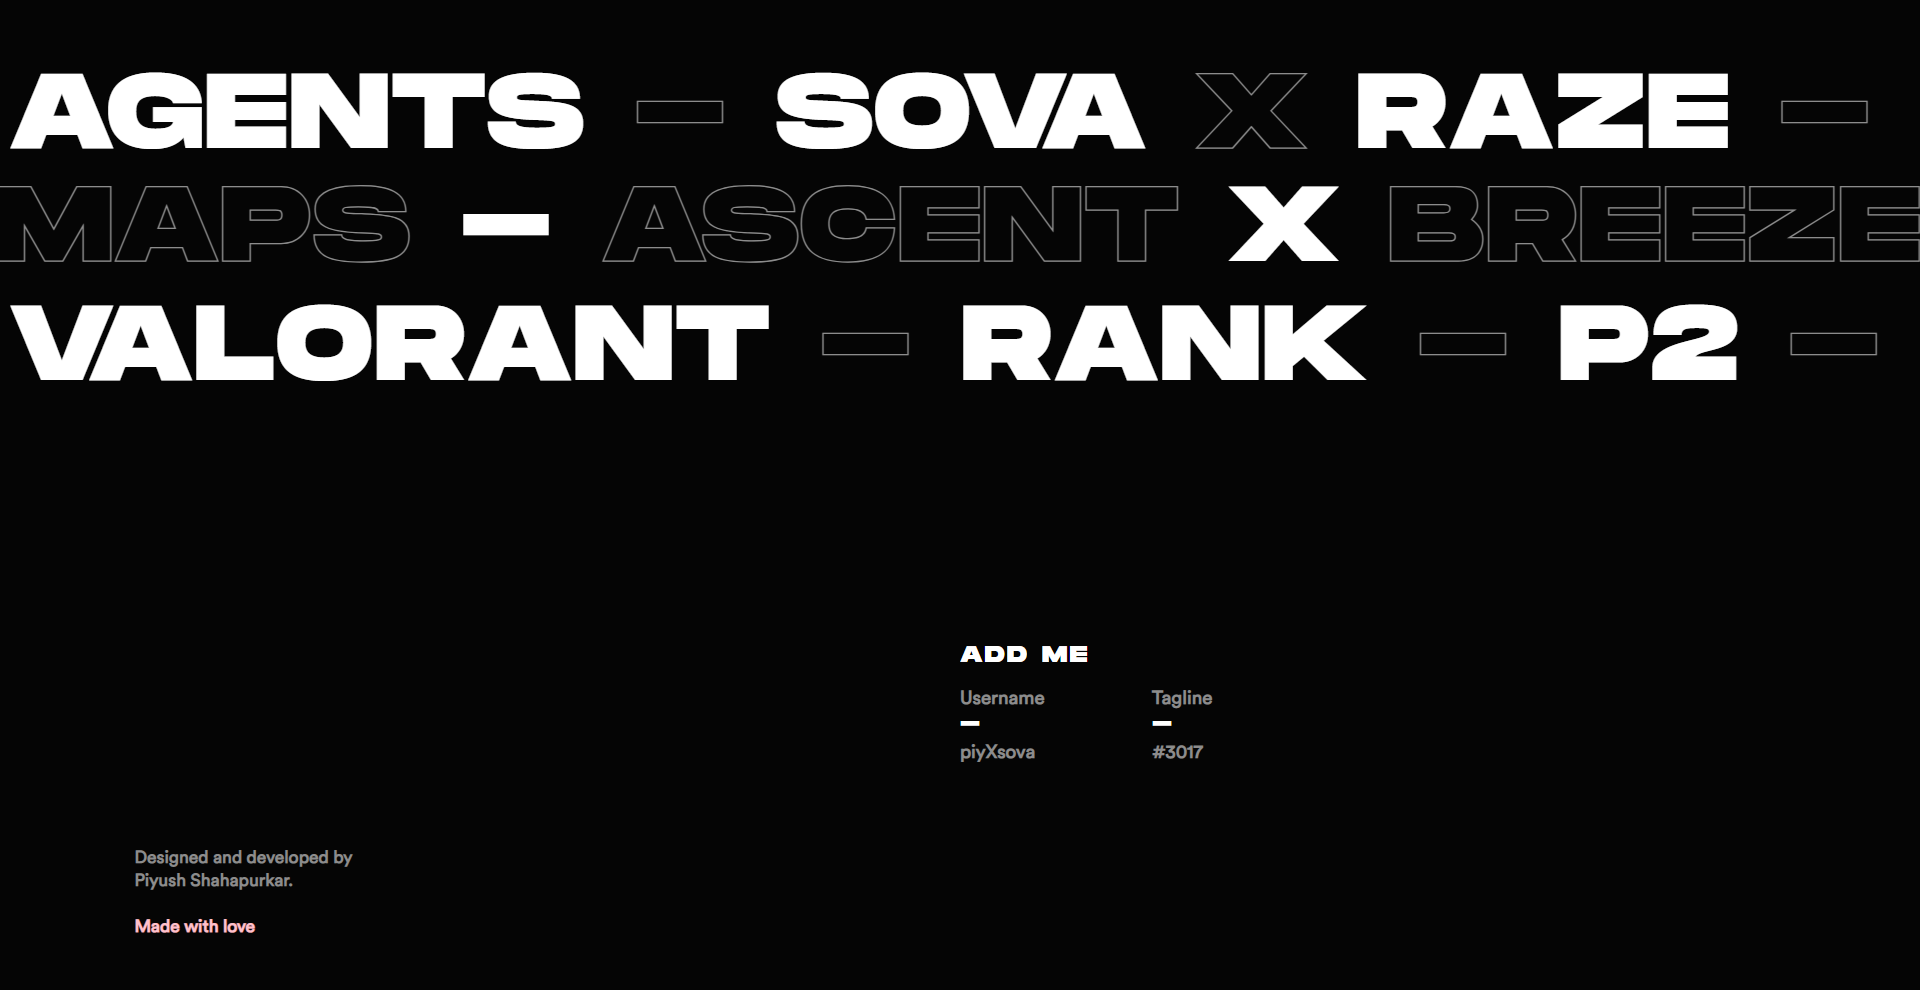 AGENTS – SOVA X RAZE –
MAPS – ASCENT X BREEZE
VALORANT – RANK – P2 –
ADD ME
Username Tagline
– –
piyXsova #3017
Designed and developed by
Piyush Shahapurkar.
Made with love